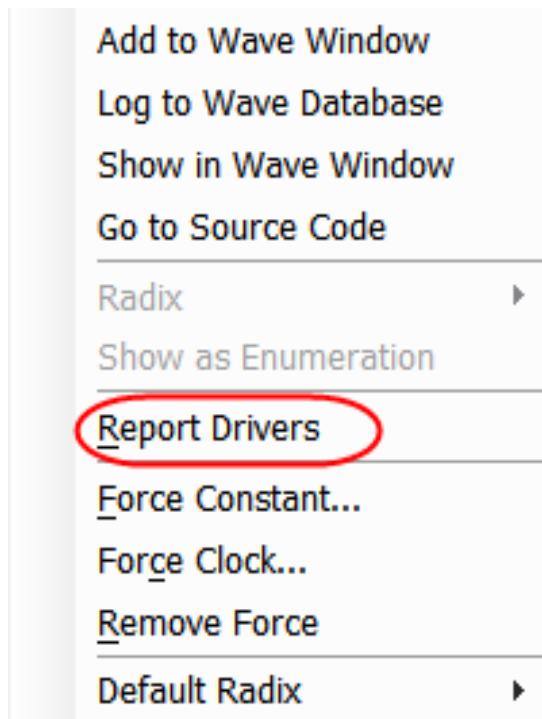 Add to Wave Window
Log to Wave Database
Show in Wave Window
Go to Source Code
Radix
Show as Enumeration
Report Drivers
Force Constant...
Force Clock...
Remove Force
Default Radix